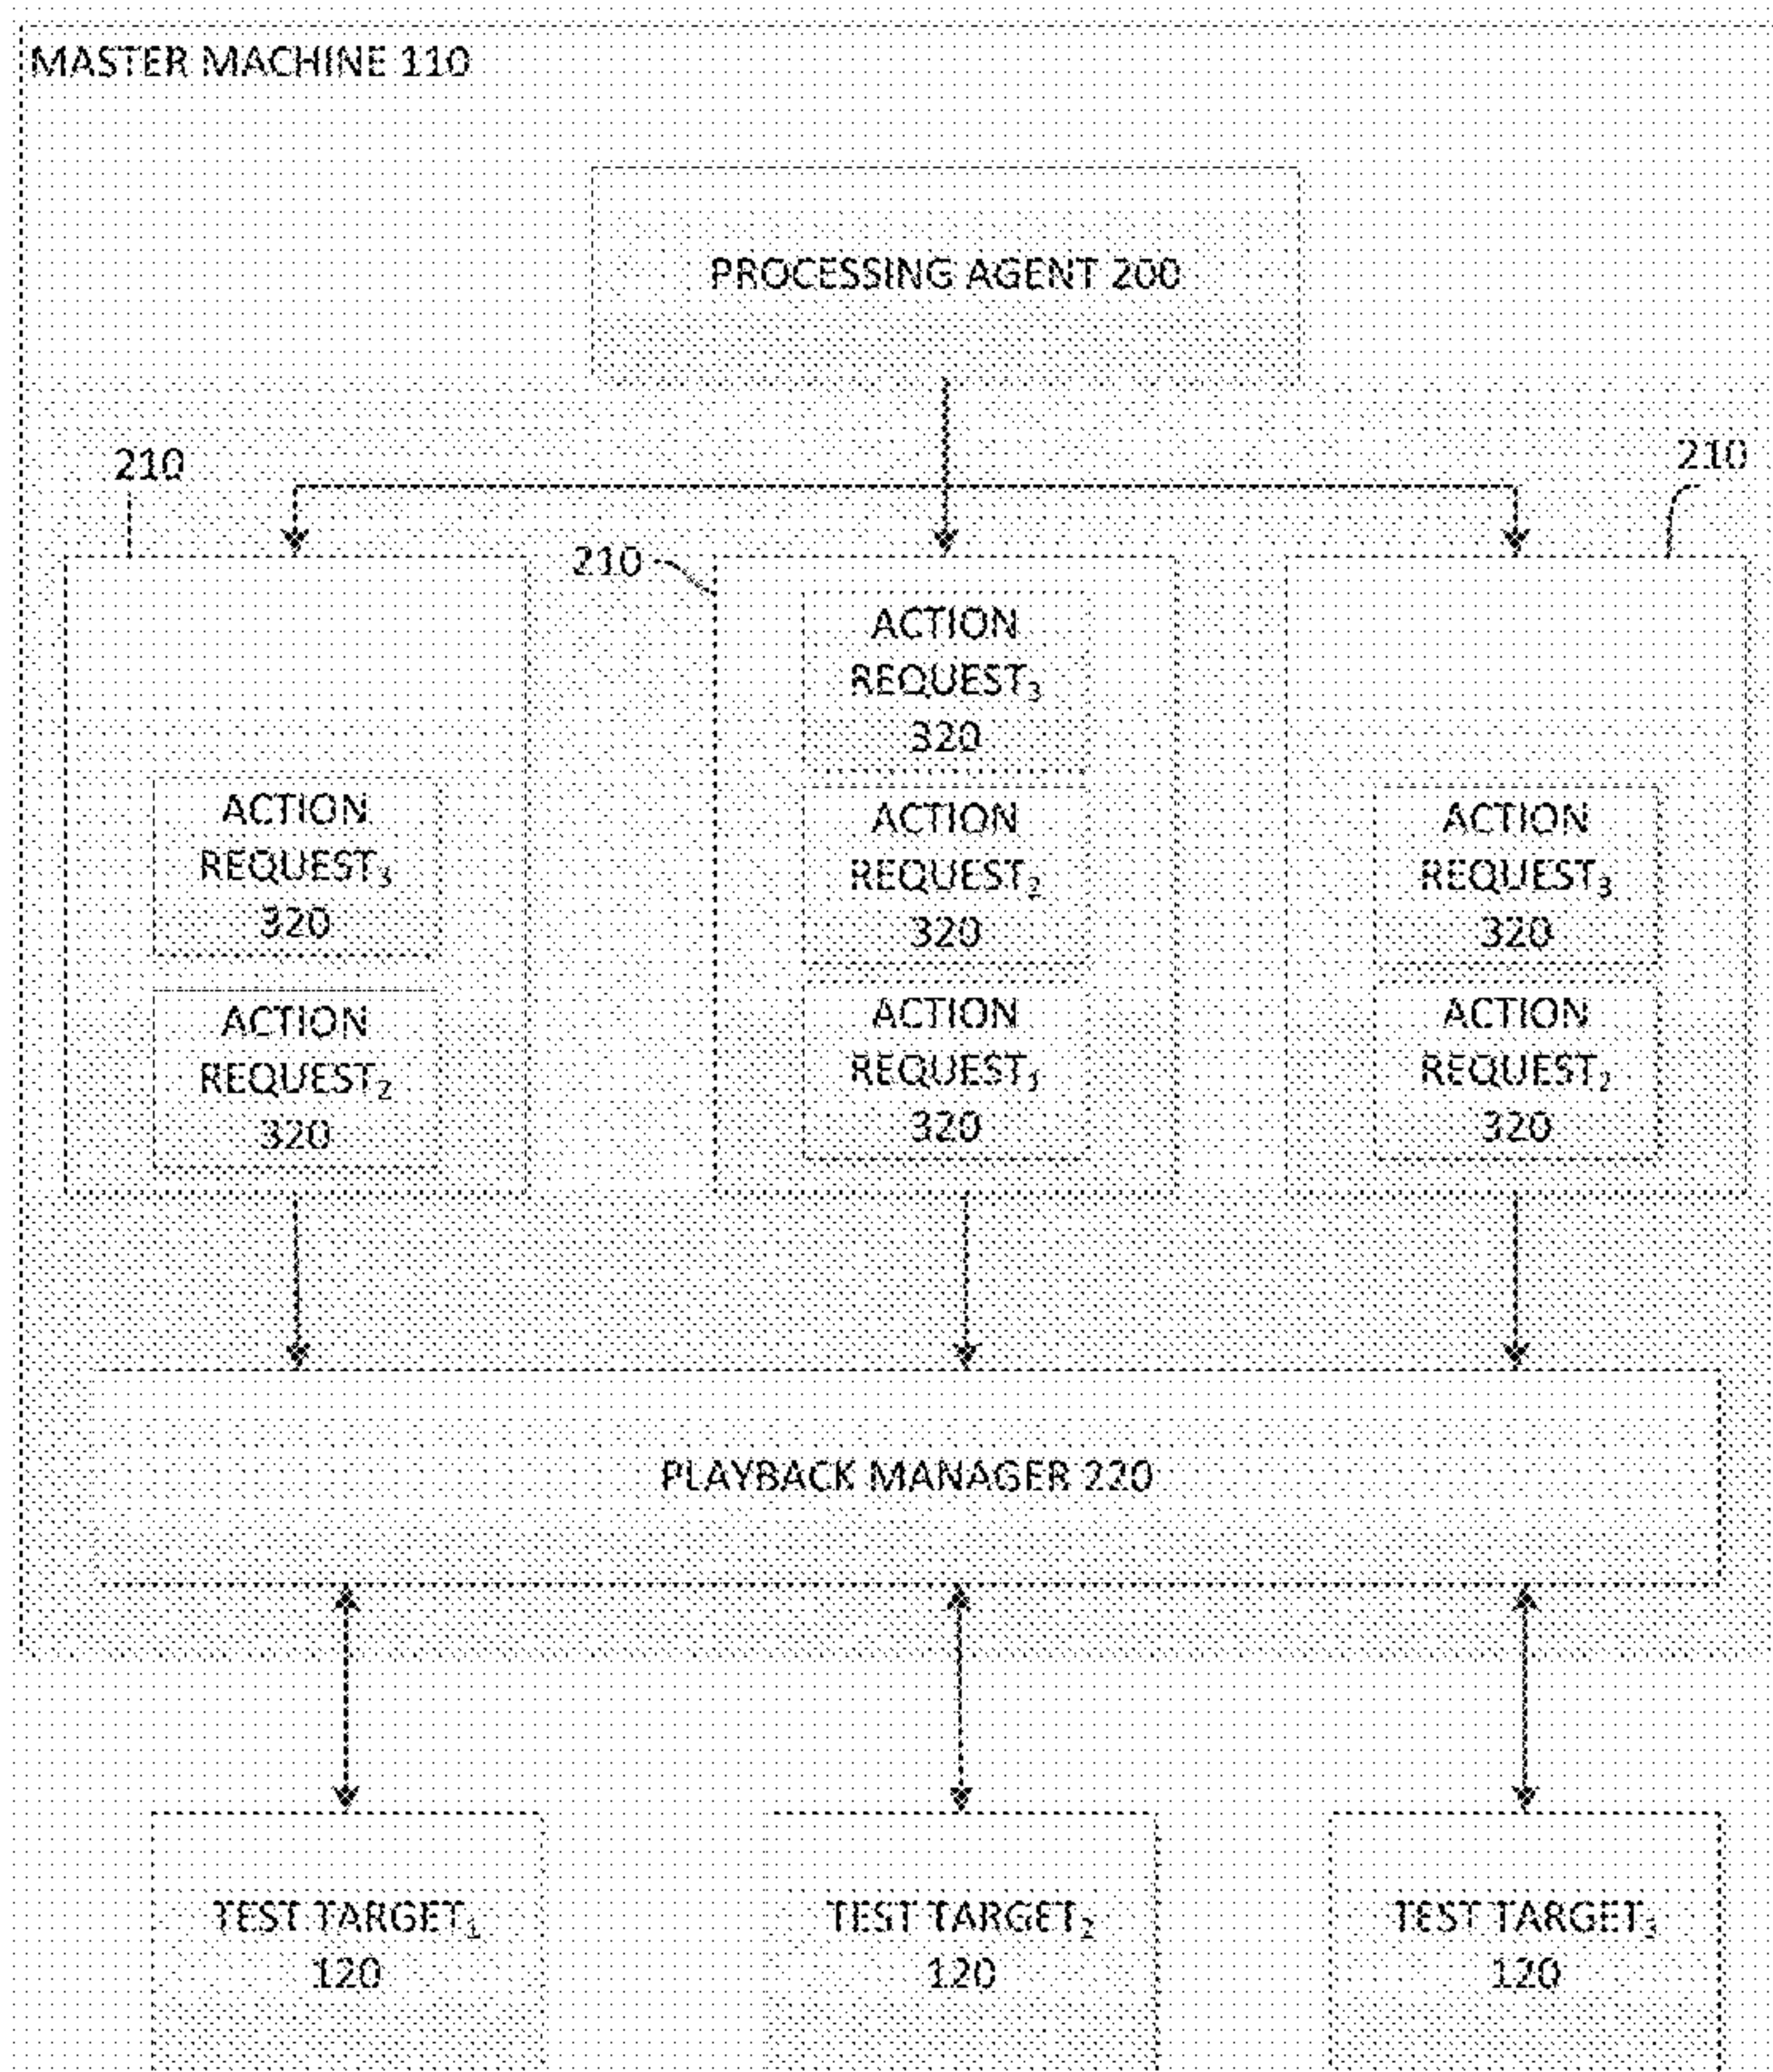 MASTER MACHINE 110
PROCESSING AGENT 200
210
210
210
ACTION
REQUEST₃
320
ACTION
REQUEST₂
320
ACTION
REQUEST₃
320
ACTION
REQUEST₂
320
ACTION
REQUEST₁
320
ACTION
REQUEST₃
320
ACTION
REQUEST₂
320
PLAYBACK MANAGER 220
TEST TARGET₁
120
TEST TARGET₂
120
TEST TARGET₃
120